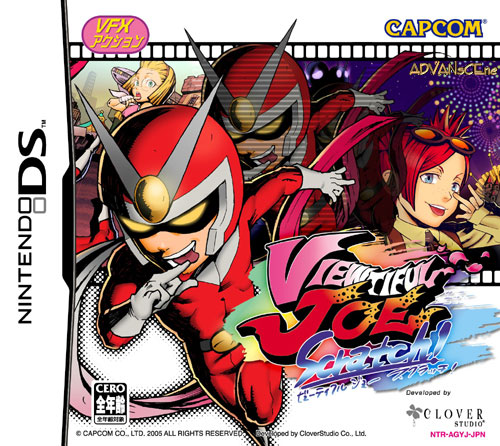 VFX
アクション
CAPCOM
ADVANsCEne
NINTENDO DS™
VIEWTIFUL
JOE
Scratch!
ビューティフル ジョー スクラッチ!
Developed by
CLOVER
STUDIO
CERO
全年齢
全年齢対象
© CAPCOM CO., LTD. 2005 ALL RIGHTS RESERVED. Developed by CloverStudio Co., Ltd.
NTR-AGYJ-JPN